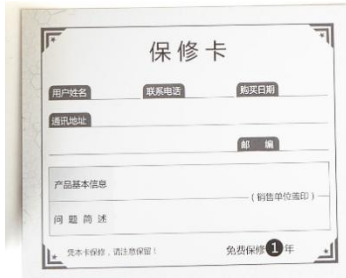 保修卡
用户姓名 联系电话 购买日期
通讯地址
邮 编
产品基本信息
(销售单位盖印)
问题简述
凭本卡保修，请注意保留！ 免费保修1年